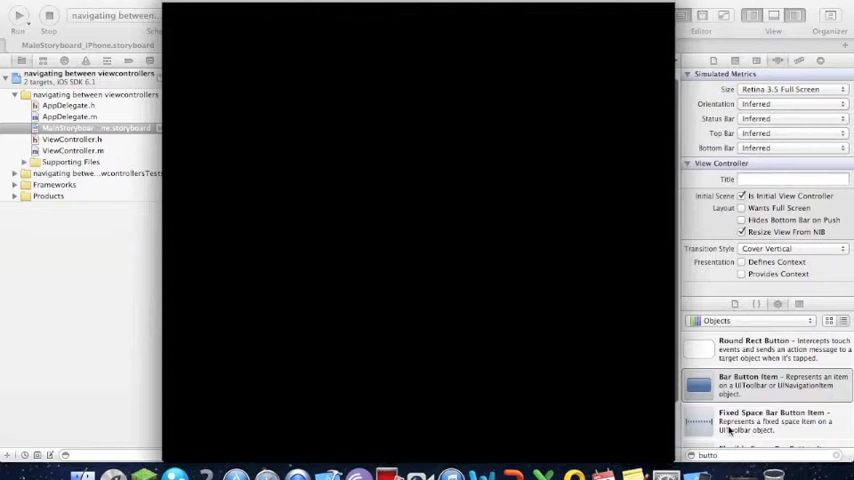 navigating between
Run
Stop
Sch
Editor
View
Organizer
MainStoryboard_iPhone.storyboard
navigating between viewcontrollers
2 targets, iOS SDK 6.1
navigating between viewcontrollers
AppDelegate.h
AppDelegate.m
MainStoryboar...ne.storyboard
ViewController.h
ViewController.m
Supporting Files
navigating betwe...wcontrollersTests
Frameworks
Products
Simulated Metrics
Size Retina 3.5 Full Screen
Orientation Inferred
Status Bar Inferred
Top Bar Inferred
Bottom Bar Inferred
View Controller
Title
Initial Scene Is Initial View Controller
Layout Wants Full Screen
Hides Bottom Bar on Push
Resize View From NIB
Transition Style Cover Vertical
Presentation Defines Context
Provides Context
Objects
Round Rect Button - Intercepts touch
events and sends an action message to a
target object when it's tapped.
Bar Button Item - Represents an item
on a UIToolbar or UINavigationItem
object.
Fixed Space Bar Button Item -
Represents a fixed space item on a
UIToolbar object.
butto